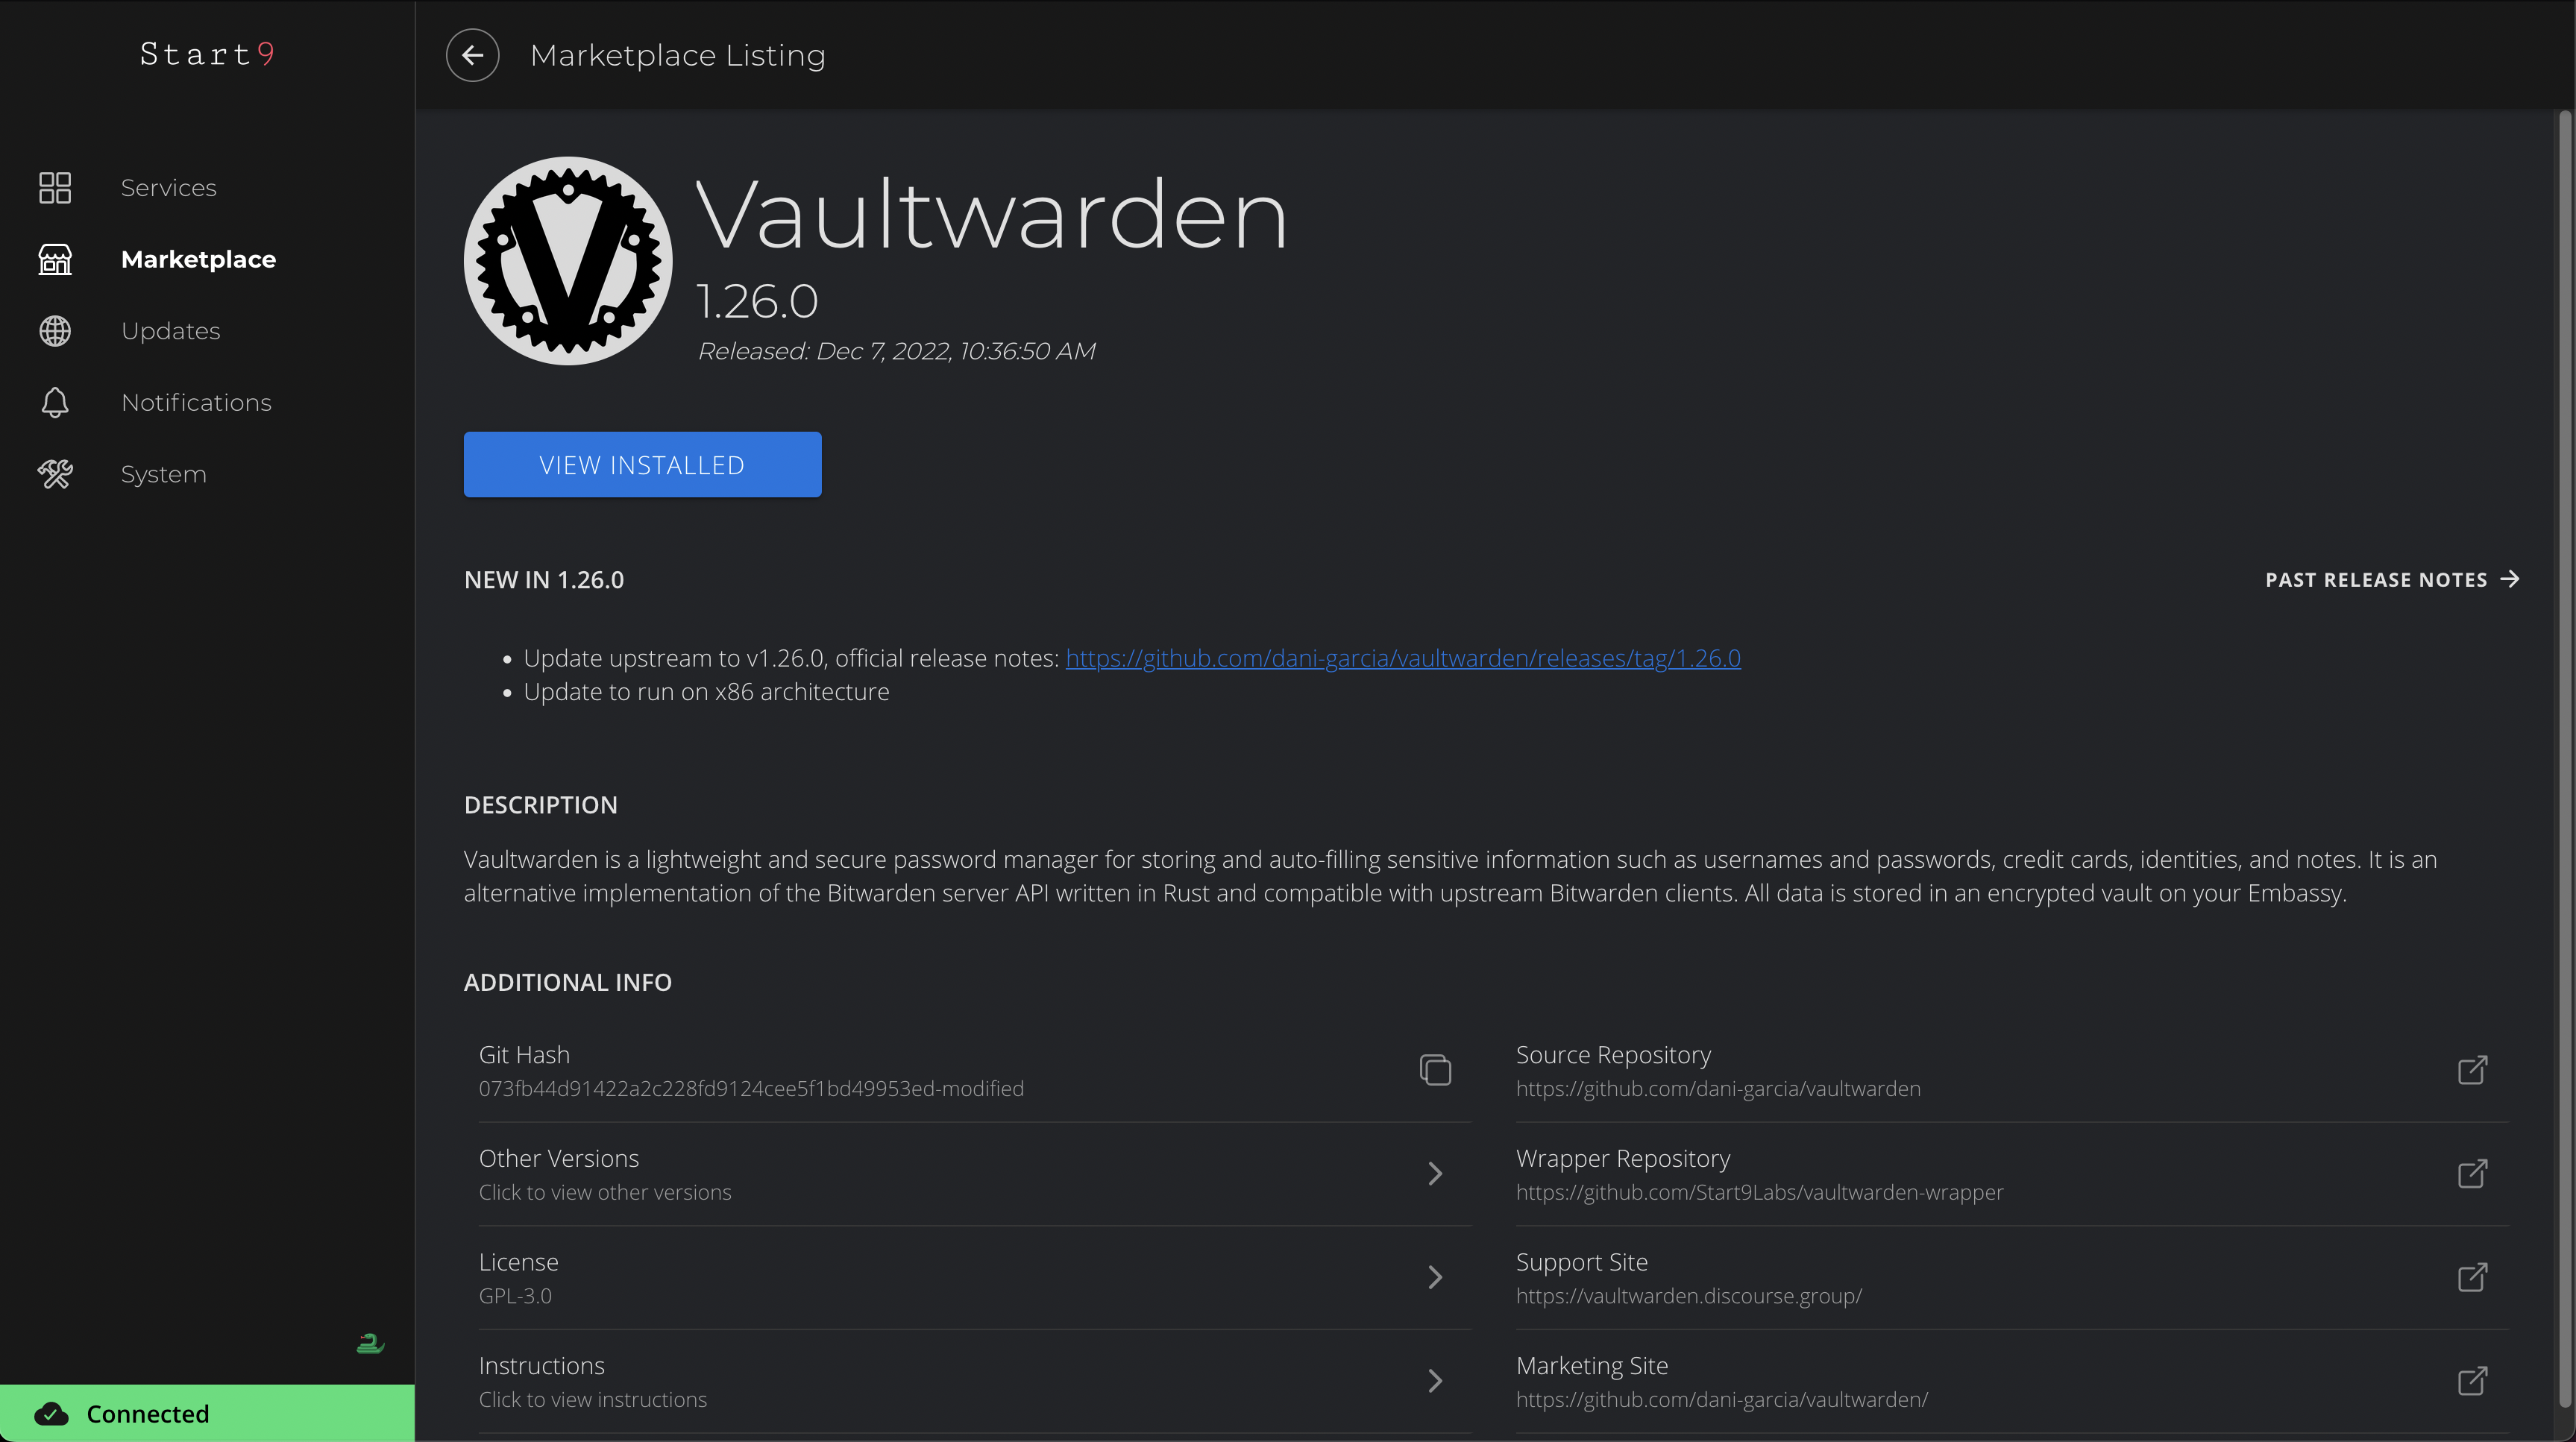 Start9
Services
Marketplace
Updates
Notifications
System
Connected
Marketplace Listing
V
Vaultwarden
1.26.0
Released: Dec 7, 2022, 10:36:50 AM
VIEW INSTALLED
NEW IN 1.26.0
PAST RELEASE NOTES
• Update upstream to v1.26.0, official release notes: https://github.com/dani-garcia/vaultwarden/releases/tag/1.26.0
• Update to run on x86 architecture
DESCRIPTION
Vaultwarden is a lightweight and secure password manager for storing and auto-filling sensitive information such as usernames and passwords, credit cards, identities, and notes. It is an
alternative implementation of the Bitwarden server API written in Rust and compatible with upstream Bitwarden clients. All data is stored in an encrypted vault on your Embassy.
ADDITIONAL INFO
Git Hash
073fb44d91422a2c228fd9124cee5f1bd49953ed-modified
Other Versions
Click to view other versions
License
GPL-3.0
Instructions
Click to view instructions
Source Repository
https://github.com/dani-garcia/vaultwarden
Wrapper Repository
https://github.com/Start9Labs/vaultwarden-wrapper
Support Site
https://vaultwarden.discourse.group/
Marketing Site
https://github.com/dani-garcia/vaultwarden/